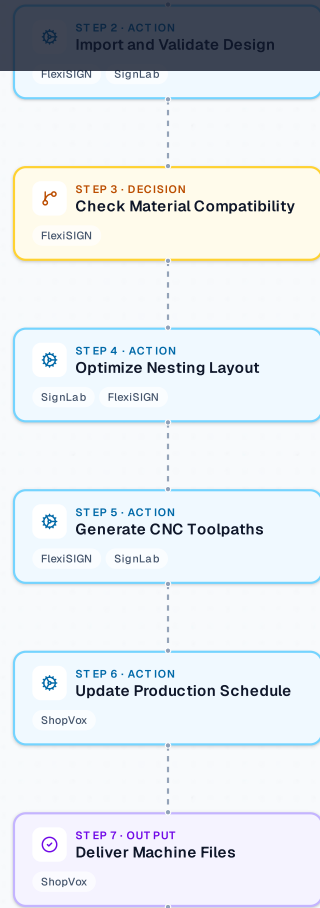 STEP 2 · ACTION
Import and Validate Design
FlexiSIGN SignLab
STEP 3 · DECISION
Check Material Compatibility
FlexiSIGN
STEP 4 · ACTION
Optimize Nesting Layout
SignLab FlexiSIGN
STEP 5 · ACTION
Generate CNC Toolpaths
FlexiSIGN SignLab
STEP 6 · ACTION
Update Production Schedule
ShopVox
STEP 7 · OUTPUT
Deliver Machine Files
ShopVox